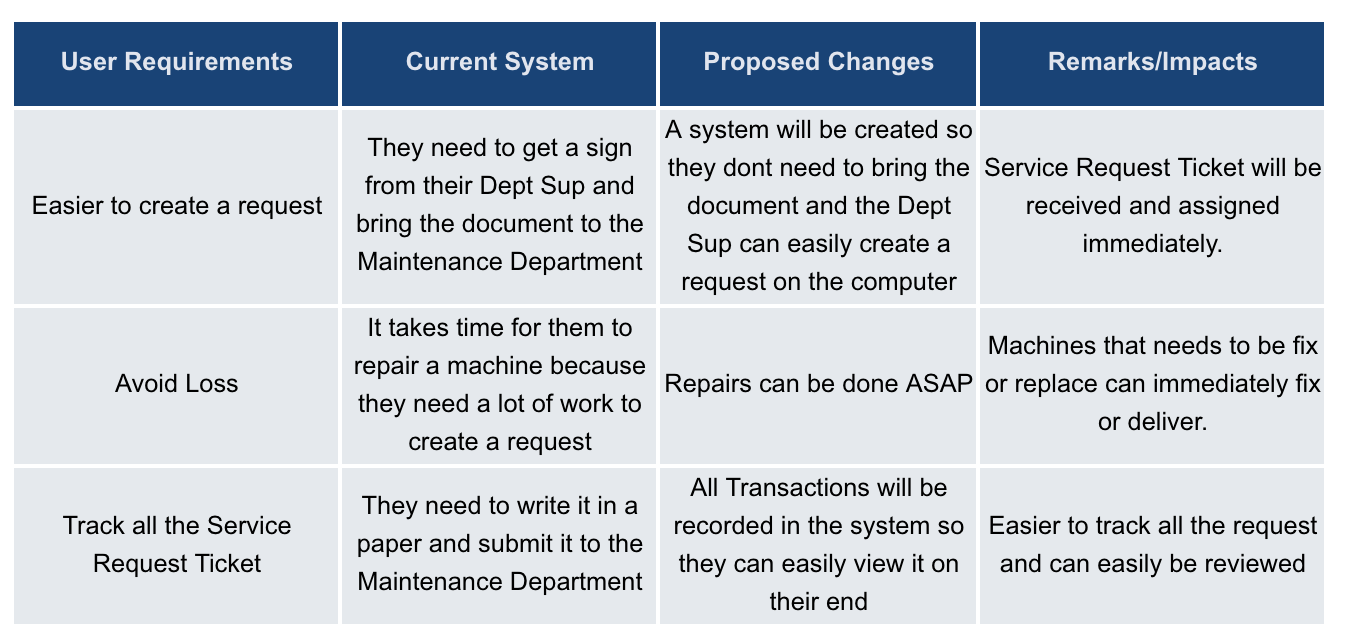 User Requirements
Current System
Proposed Changes
Remarks/Impacts
Easier to create a request
They need to get a sign
from their Dept Sup and
bring the document to the
Maintenance Department
A system will be created so
they dont need to bring the
document and the Dept
Sup can easily create a
request on the computer
Service Request Ticket will be
received and assigned
immediately.
Avoid Loss
It takes time for them to
repair a machine because
they need a lot of work to
create a request
Repairs can be done ASAP
Machines that needs to be fix
or replace can immediately fix
or deliver.
Track all the Service
Request Ticket
They need to write it in a
paper and submit it to the
Maintenance Department
All Transactions will be
recorded in the system so
they can easily view it on
their end
Easier to track all the request
and can easily be reviewed